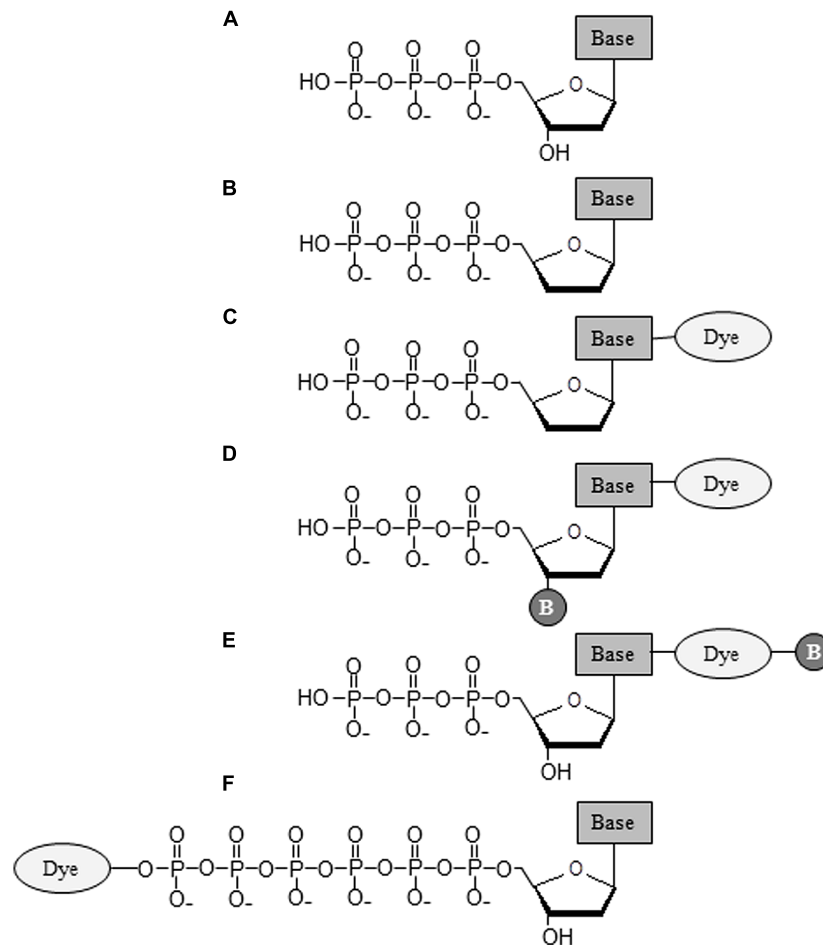 A
Base
O O O
HO-P-O-P-O-P-O O
O- O- O-
OH
B
Base
O O O
HO-P-O-P-O-P-O O
O- O- O-
C
Base Dye
O O O
HO-P-O-P-O-P-O O
O- O- O-
D
Base Dye
O O O
HO-P-O-P-O-P-O O
O- O- O-
B
E
Base Dye B
O O O
HO-P-O-P-O-P-O O
O- O- O-
OH
F
Base
O O O O O O
Dye -O-P-O-P-O-P-O-P-O-P-O-P-O O
O- O- O- O- O- O-
OH